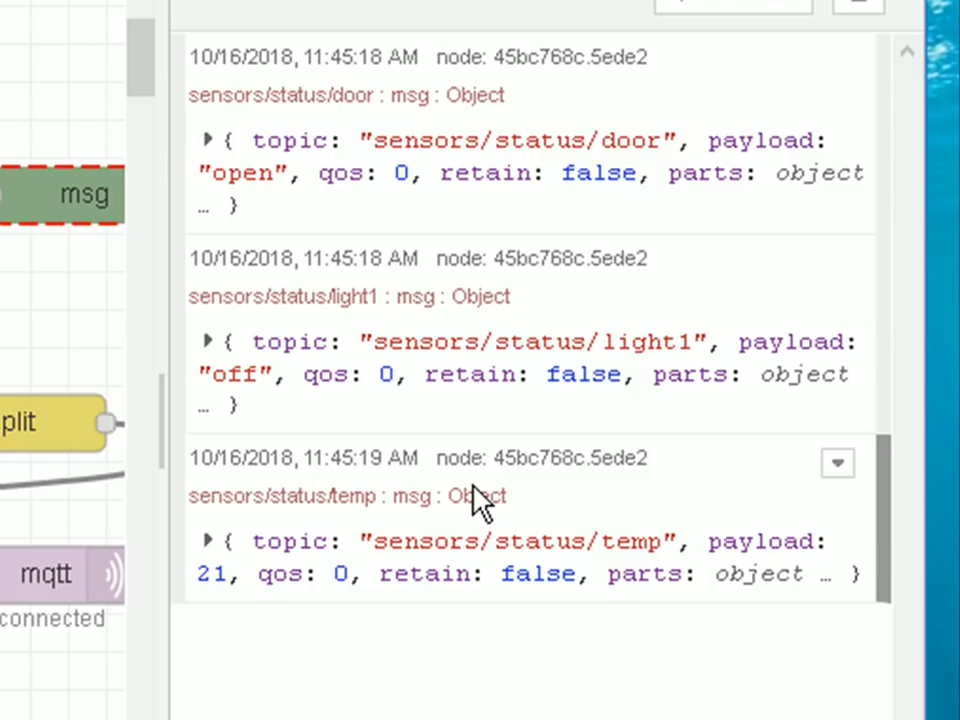 10/16/2018, 11:45:18 AM node: 45bc768c.5ede2
sensors/status/door : msg : Object
{ topic: "sensors/status/door", payload:
"open", qos: 0, retain: false, parts: object
… }
msg
10/16/2018, 11:45:18 AM node: 45bc768c.5ede2
sensors/status/light1 : msg : Object
{ topic: "sensors/status/light1", payload:
"off", qos: 0, retain: false, parts: object
… }
plit
10/16/2018, 11:45:19 AM node: 45bc768c.5ede2
sensors/status/temp : msg : Object
{ topic: "sensors/status/temp", payload:
21, qos: 0, retain: false, parts: object … }
mqtt
connected